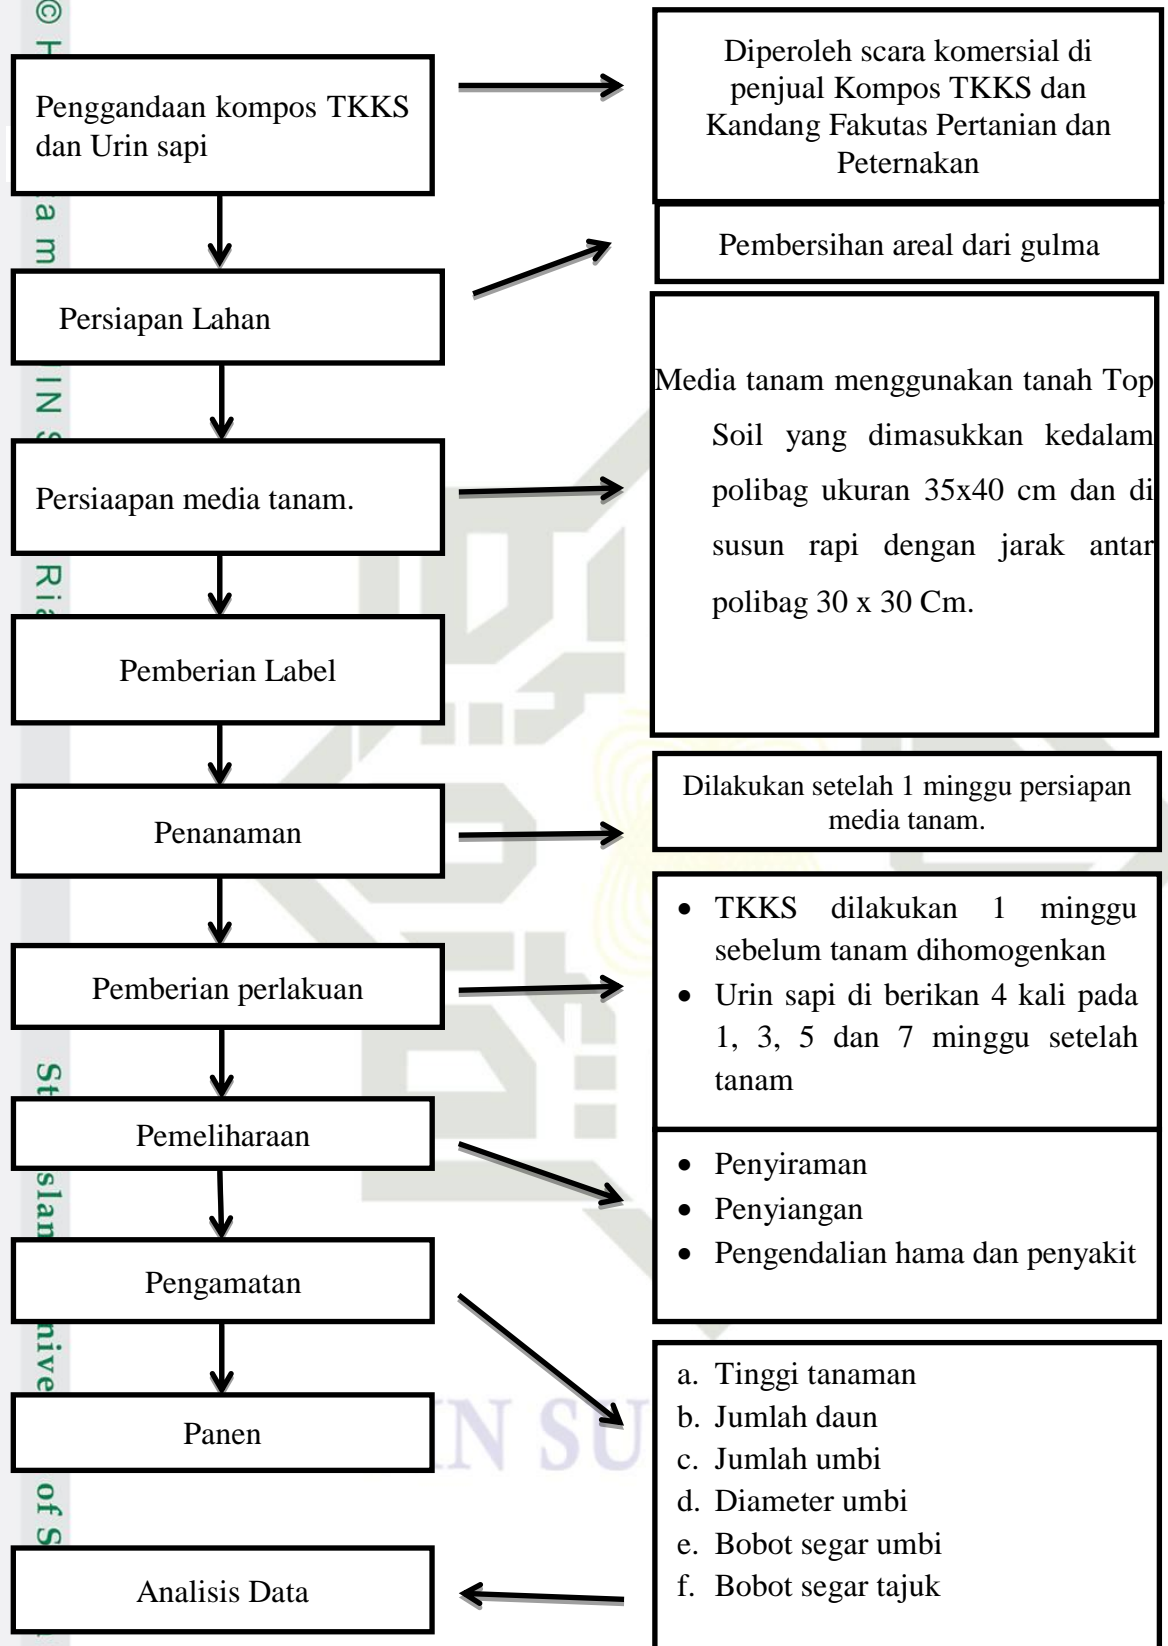 ©
H
Penggandaan kompos TKKS
dan Urin sapi
Diperoleh scara komersial di
penjual Kompos TKKS dan
Kandang Fakutas Pertanian dan
Peternakan
Persiapan Lahan
Pembersihan areal dari gulma
Persiaapan media tanam.
Media tanam menggunakan tanah Top
Soil yang dimasukkan kedalam
polibag ukuran 35x40 cm dan di
susun rapi dengan jarak antar
polibag 30 x 30 Cm.
Pemberian Label
Penanaman
Dilakukan setelah 1 minggu persiapan
media tanam.
Pemberian perlakuan
• TKKS dilakukan 1 minggu
sebelum tanam dihomogenkan
• Urin sapi di berikan 4 kali pada
1, 3, 5 dan 7 minggu setelah
tanam
Pemeliharaan
• Penyiraman
• Penyiangan
• Pengendalian hama dan penyakit
Pengamatan
Panen
a. Tinggi tanaman
b. Jumlah daun
c. Jumlah umbi
d. Diameter umbi
e. Bobot segar umbi
f. Bobot segar tajuk
Analisis Data